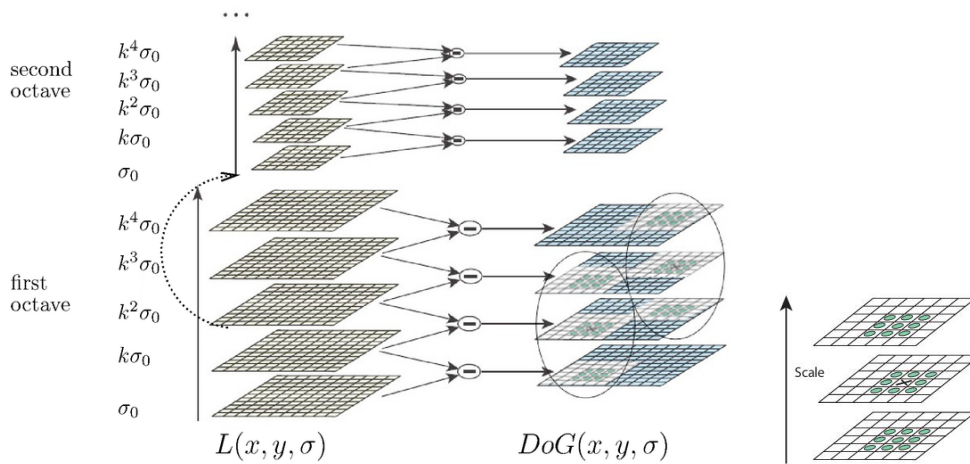 ...
second
octave
k⁴σ₀
k³σ₀
k²σ₀
kσ₀
σ₀
first
octave
k⁴σ₀
k³σ₀
k²σ₀
kσ₀
σ₀
L(x, y, σ)
DoG(x, y, σ)
Scale